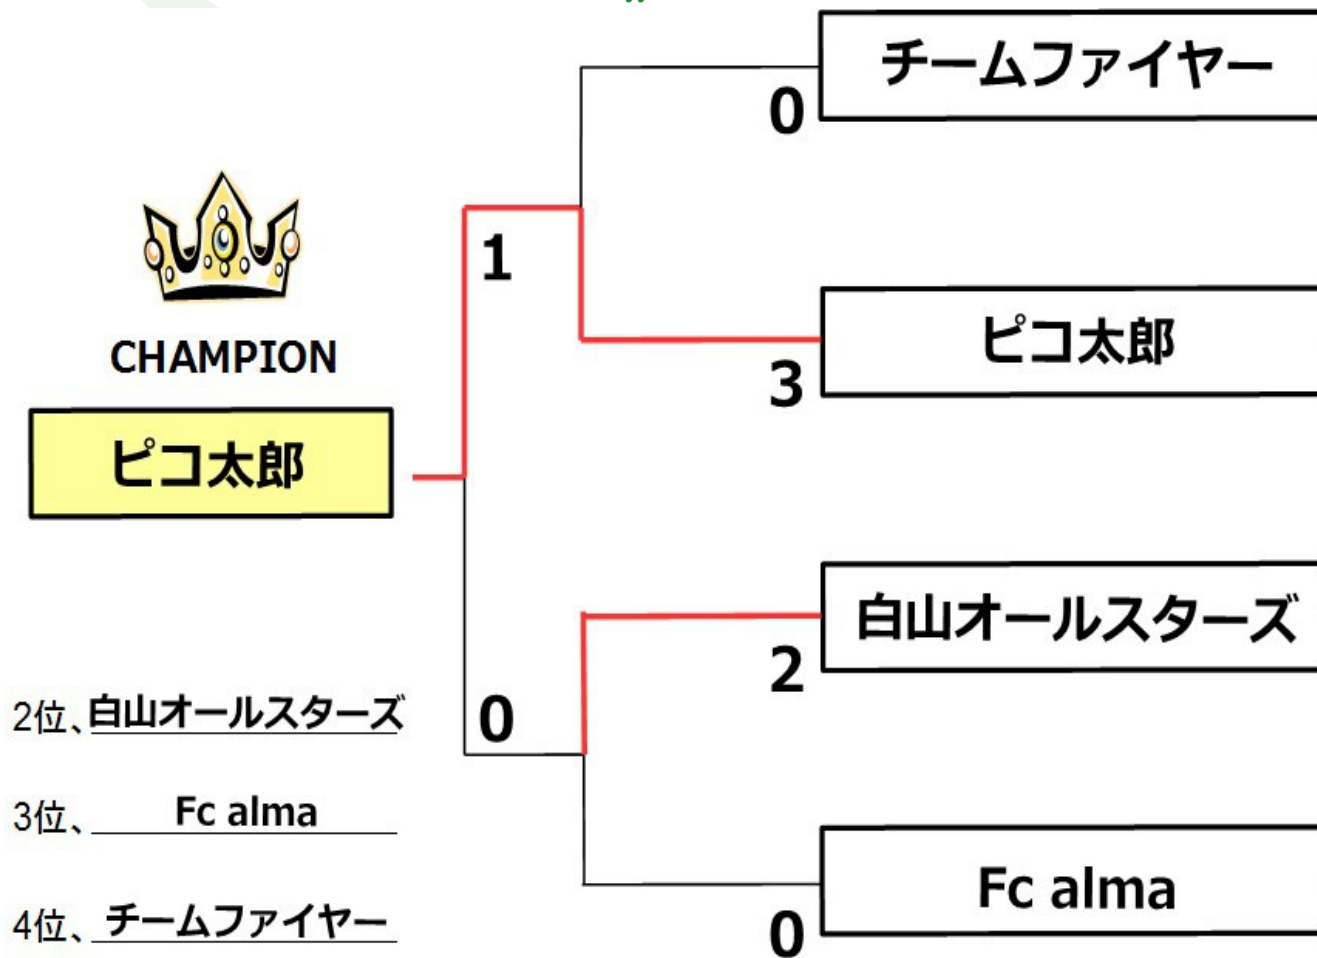 チームファイヤー
0
1
ピコ太郎
3
CHAMPION
ピコ太郎
白山オールスターズ
2
0
2位、白山オールスターズ
3位、Fc alma
Fc alma
0
4位、チームファイヤー